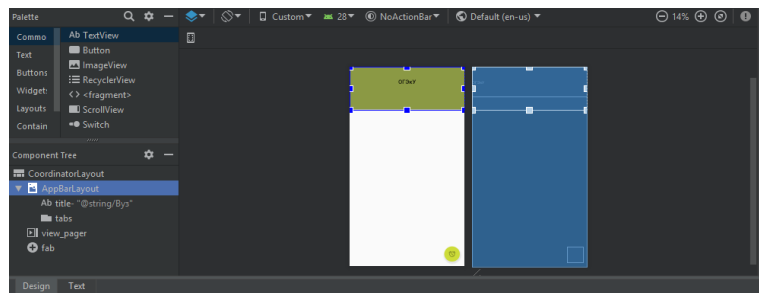 Palette
Custom 28 NoActionBar Default (en-us) 14%
Commo Ab TextView
Text Button
Buttons ImageView
Widget: RecyclerView
Layouts <> <fragment>
Contain ScrollView
Switch
Component Tree
CoordinatorLayout
AppBarLayout
Ab title- "@string/Bys"
tabs
view_pager
fab
Design Text